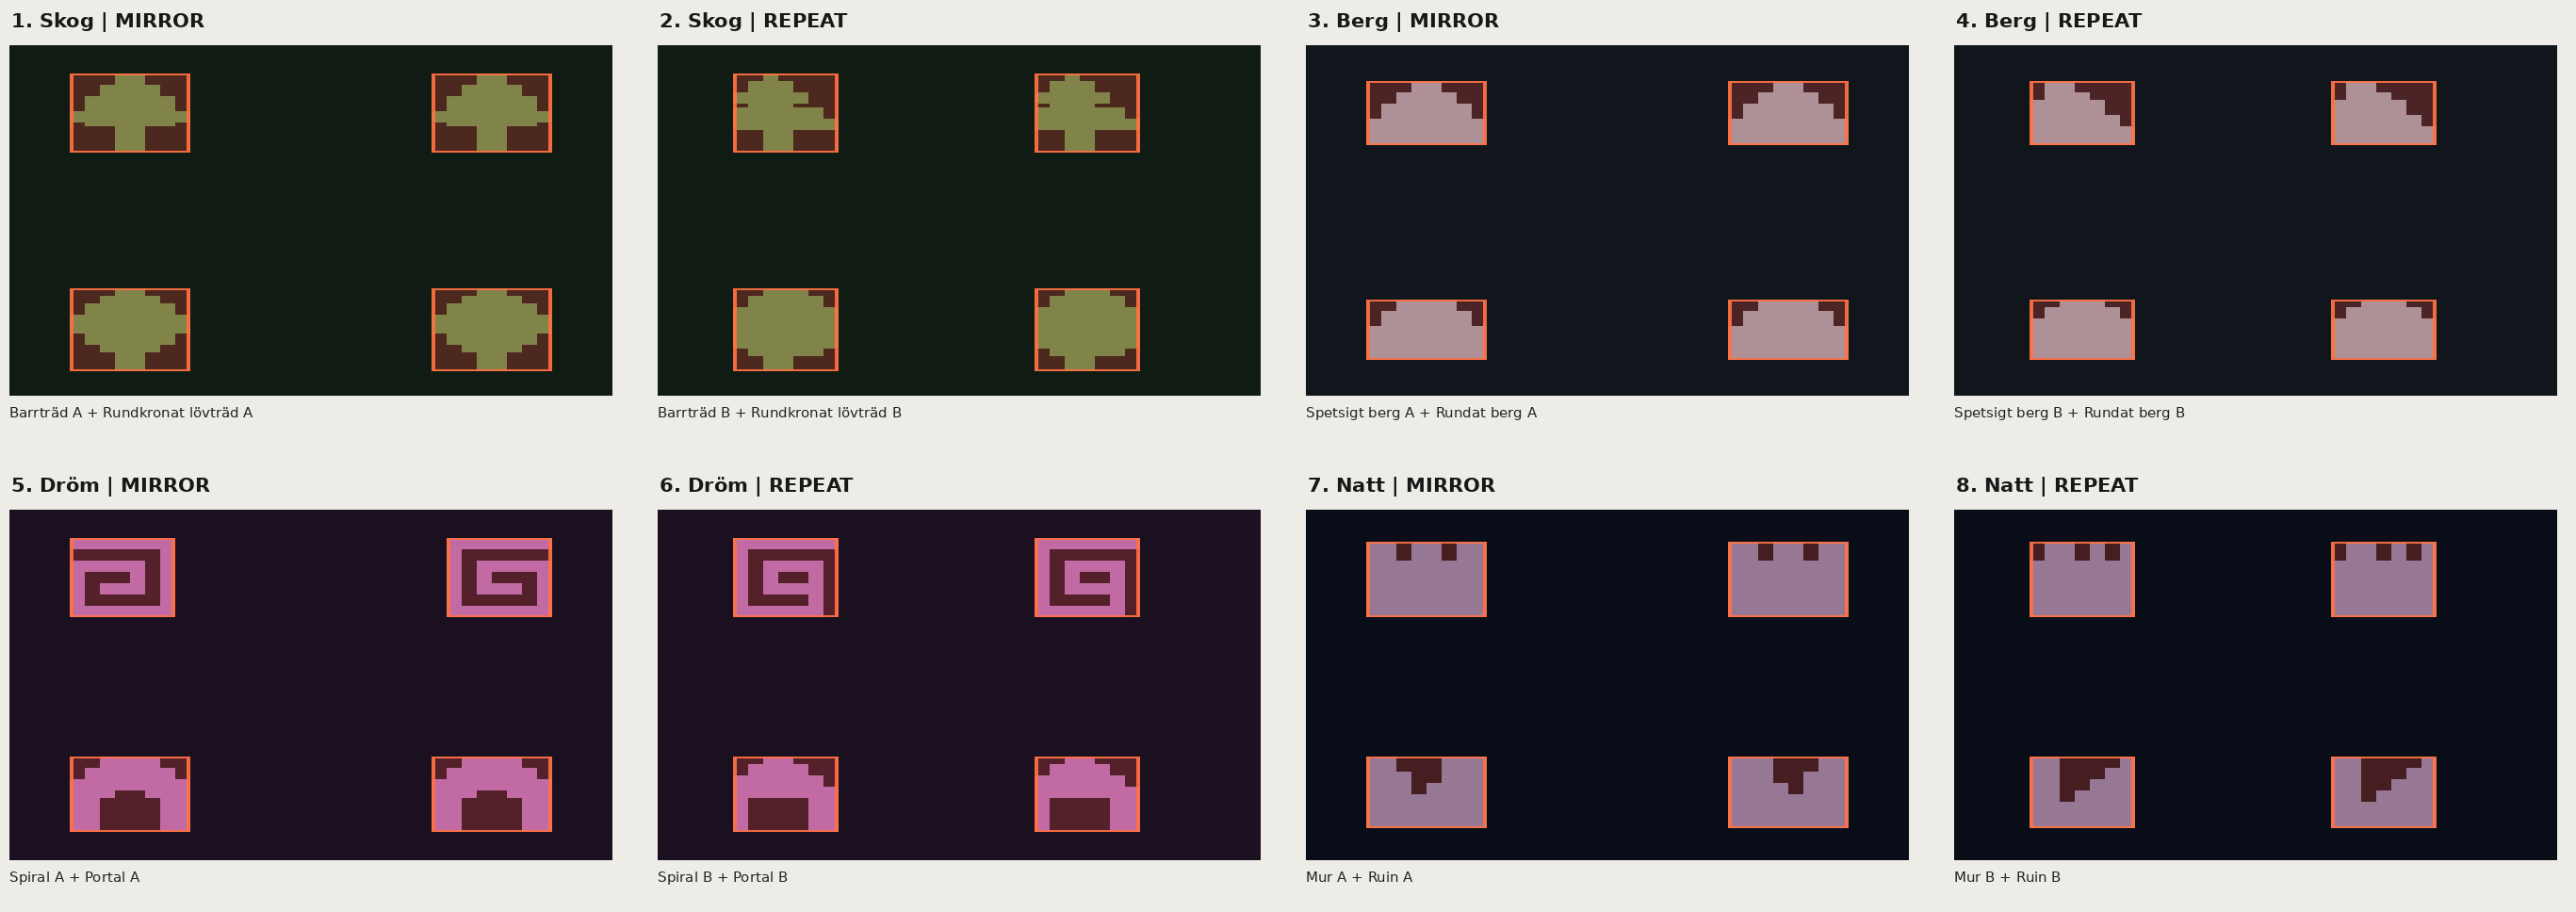 1. Skog | MIRROR
2. Skog | REPEAT
3. Berg | MIRROR
4. Berg | REPEAT
Barrträd A + Rundkronat lövträd A
Barrträd B + Rundkronat lövträd B
Spetsigt berg A + Rundat berg A
Spetsigt berg B + Rundat berg B
5. Dröm | MIRROR
6. Dröm | REPEAT
7. Natt | MIRROR
8. Natt | REPEAT
Spiral A + Portal A
Spiral B + Portal B
Mur A + Ruin A
Mur B + Ruin B